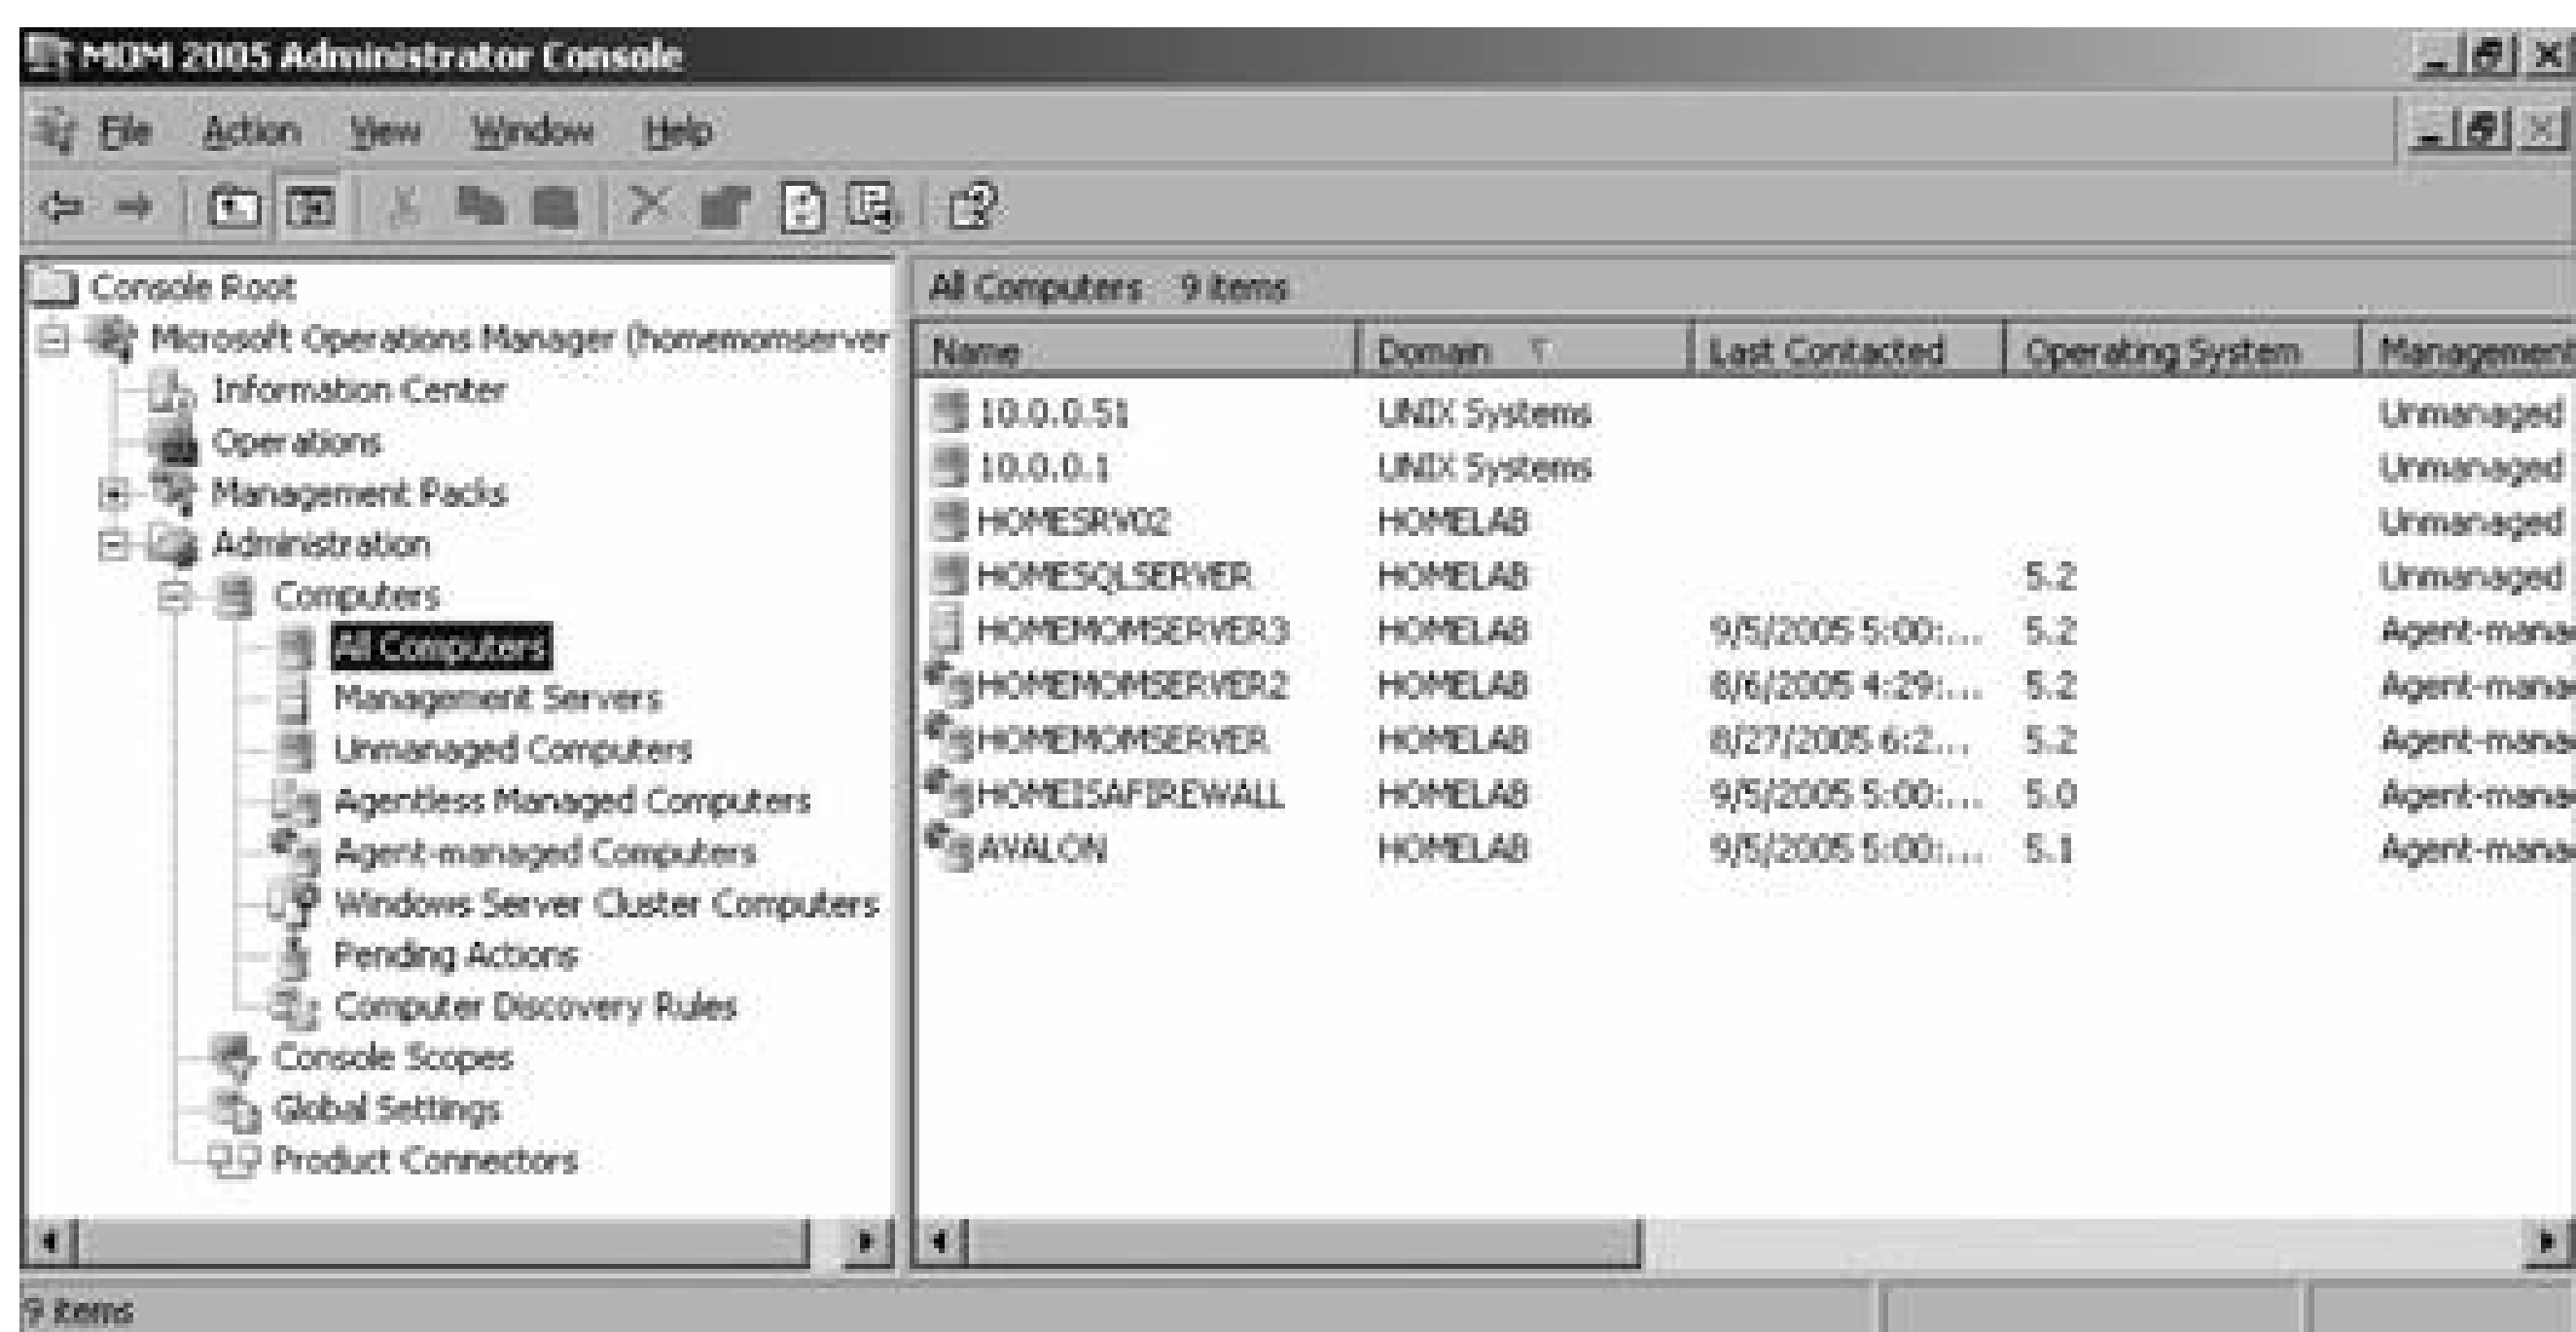 MOM 2005 Administrator Console
File Action View Window Help
Console Root
Microsoft Operations Manager (homemomserver
Information Center
Operations
Management Packs
Administration
Computers
All Computers
Management Servers
Unmanaged Computers
Agentless Managed Computers
Agent-managed Computers
Windows Server Cluster Computers
Pending Actions
Computer Discovery Rules
Console Scopes
Global Settings
Product Connectors
All Computers 9 items
Name Domain Last Contacted Operating System Management
10.0.0.51 UNIX Systems Unmanaged
10.0.0.1 UNIX Systems Unmanaged
HOMESRV02 HOMELAB Unmanaged
HOMESQLSERVER HOMELAB 5.2 Unmanaged
HOMEMOMSERVER3 HOMELAB 9/5/2005 5:00:... 5.2 Agent-mana
HOMEMOMSERVER2 HOMELAB 8/6/2005 4:29:... 5.2 Agent-mana
HOMEMOMSERVER HOMELAB 8/27/2005 6:2... 5.2 Agent-mana
HOMEISAFIREWALL HOMELAB 9/5/2005 5:00:... 5.0 Agent-mana
AVALON HOMELAB 9/5/2005 5:00:... 5.1 Agent-mana
9 items